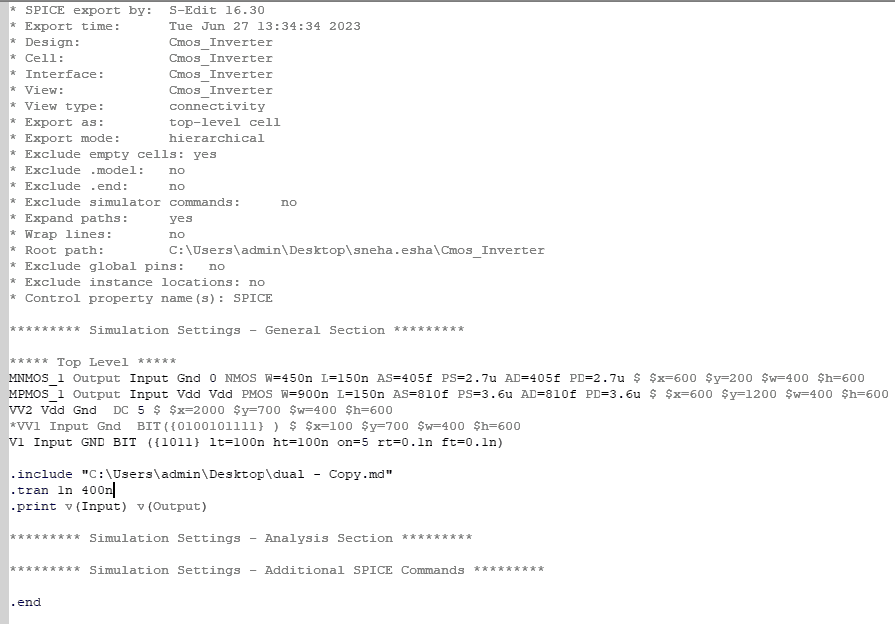 * SPICE export by:  S-Edit 16.30
* Export time:      Tue Jun 27 13:34:34 2023
* Design:           Cmos_Inverter
* Cell:             Cmos_Inverter
* Interface:        Cmos_Inverter
* View:             Cmos_Inverter
* View type:        connectivity
* Export as:        top-level cell
* Export mode:      hierarchical
* Exclude empty cells: yes
* Exclude .model:   no
* Exclude .end:     no
* Exclude simulator commands:     no
* Expand paths:     yes
* Wrap lines:       no
* Root path:        C:\Users\admin\Desktop\sneha.esha\Cmos_Inverter
* Exclude global pins:   no
* Exclude instance locations: no
* Control property name(s): SPICE
********* Simulation Settings - General Section *********
***** Top Level *****
MNMOS_1 Output Input Gnd 0 NMOS W=450n L=150n AS=405f PS=2.7u AD=405f PD=2.7u $ $x=600 $y=200 $w=400 $h=600
MPMOS_1 Output Input Vdd Vdd PMOS W=900n L=150n AS=810f PS=3.6u AD=810f PD=3.6u $ $x=600 $y=1200 $w=400 $h=600
VV2 Vdd Gnd  DC 5 $ $x=2000 $y=700 $w=400 $h=600
*VV1 Input Gnd  BIT({0100101111} ) $ $x=100 $y=700 $w=400 $h=600
V1 Input GND BIT ({1011} lt=100n ht=100n on=5 rt=0.1n ft=0.1n)
.include "C:\Users\admin\Desktop\dual - Copy.md"
.tran 1n 400n
.print v(Input) v(Output)
********* Simulation Settings - Analysis Section *********
********* Simulation Settings - Additional SPICE Commands *********
.end